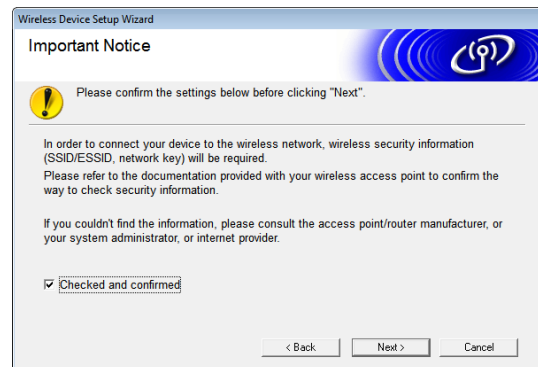 Wireless Device Setup Wizard
Important Notice
Please confirm the settings below before clicking "Next".
In order to connect your device to the wireless network, wireless security information
(SSID/ESSID, network key) will be required.
Please refer to the documentation provided with your wireless access point to confirm the
way to check security information.
If you couldn't find the information, please consult the access point/router manufacturer, or
your system administrator, or internet provider.
Checked and confirmed
< Back
Next >
Cancel